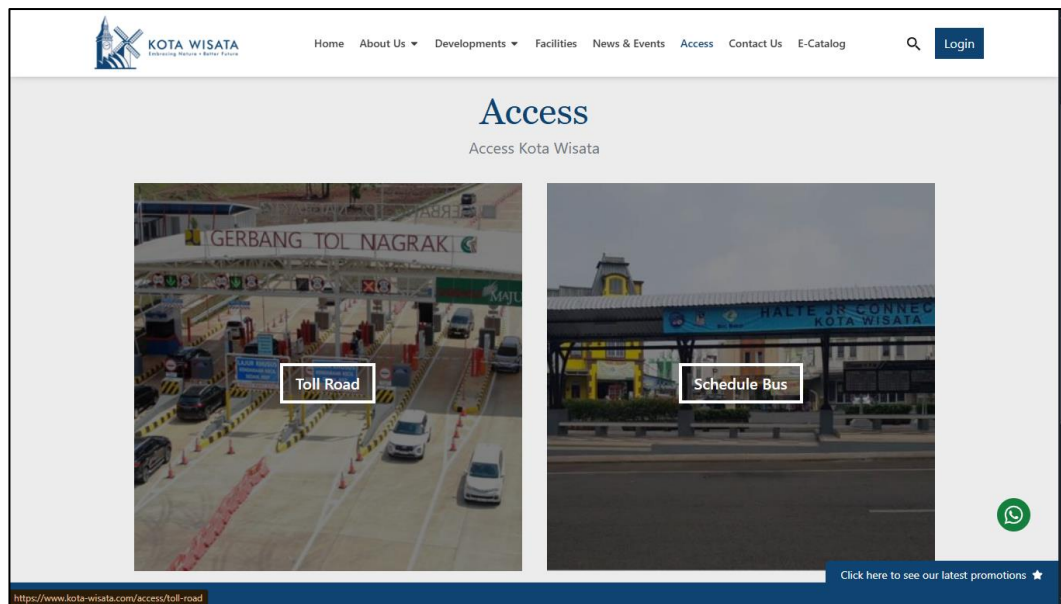 KOTA WISATA
Embracing Nature • Better Future
Home About Us Developments Facilities News & Events Access Contact Us E-Catalog
Login
Access
Access Kota Wisata
GERBANG TOL NAGRAK
MAJU
Toll Road
HALTE JR CONNEC
KOTA WISATA
Schedule Bus
Click here to see our latest promotions
https://www.kota-wisata.com/access/toll-road